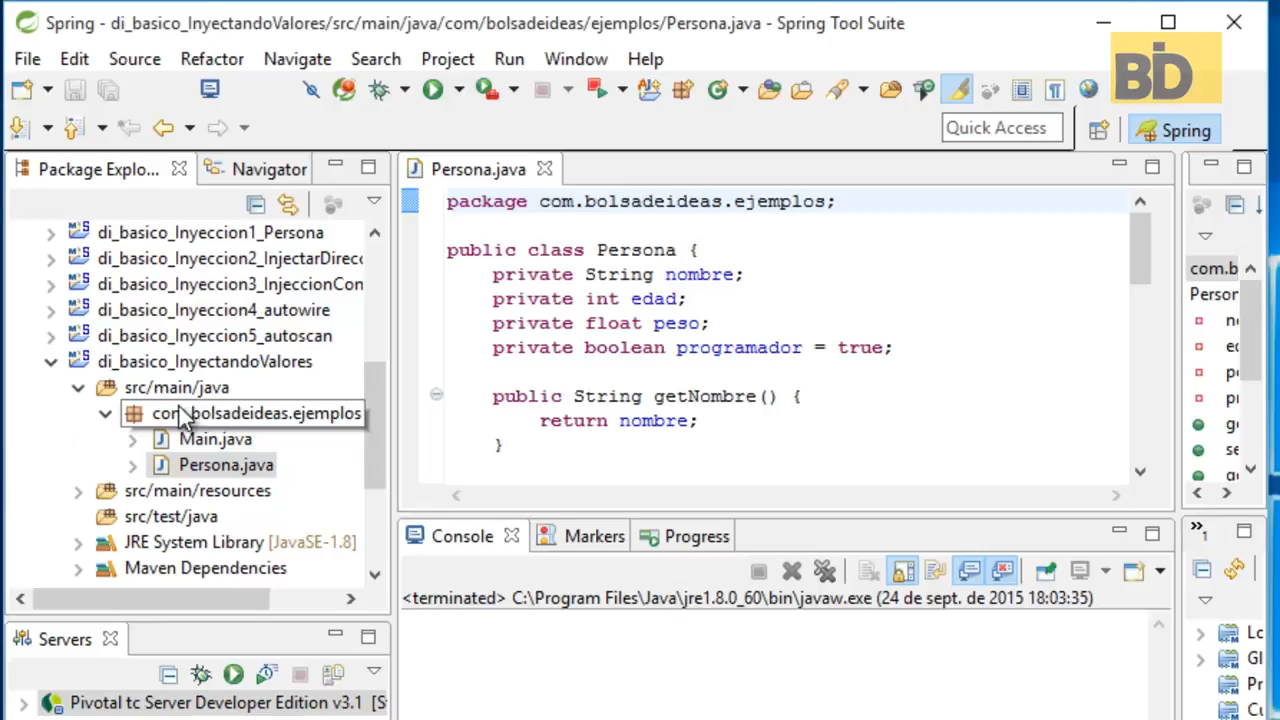 Spring - di_basico_InyectandoValores/src/main/java/com/bolsadeideas/ejemplos/Persona.java - Spring Tool Suite
File Edit Source Refactor Navigate Search Project Run Window Help
BD
Quick Access
Spring
Package Explo...
Navigator
di_basico_Inyeccion1_Persona
di_basico_Inyeccion2_InjectarDirec
di_basico_Inyeccion3_InjeccionCon
di_basico_Inyeccion4_autowire
di_basico_Inyeccion5_autoscan
di_basico_InyectandoValores
src/main/java
com.bolsadeideas.ejemplos
Main.java
Persona.java
src/main/resources
src/test/java
JRE System Library [JavaSE-1.8]
Maven Dependencies
Servers
Pivotal tc Server Developer Edition v3.1 [S
Persona.java
package com.bolsadeideas.ejemplos;
public class Persona {
private String nombre;
private int edad;
private float peso;
private boolean programador = true;
public String getNombre() {
return nombre;
}
Console Markers Progress
<terminated> C:\Program Files\Java\jre1.8.0_60\bin\javaw.exe (24 de sept. de 2015 18:03:35)
com.b
Person